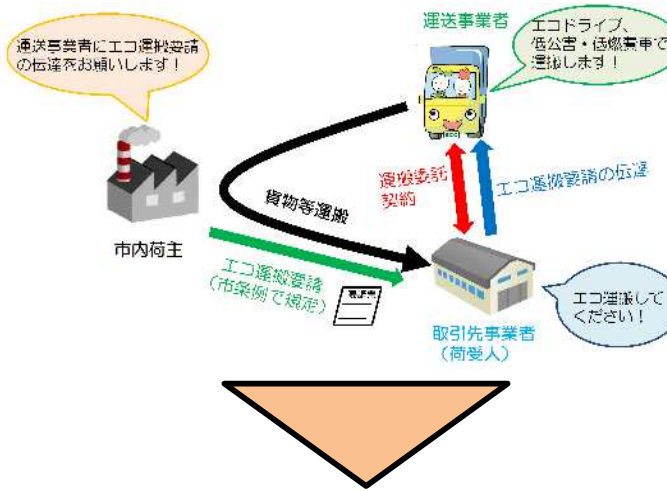 運送事業者
運送事業者にエコ運搬要請
の伝達をお願いします！
エコドライブ、
低公害・低燃費車で
運搬します！
運搬委託
契約
エコ運搬要請の伝達
貨物等運搬
市内荷主
エコ運搬要請
（市条例で規定）
エコ運搬して
ください！
取引先事業者
（荷受人）